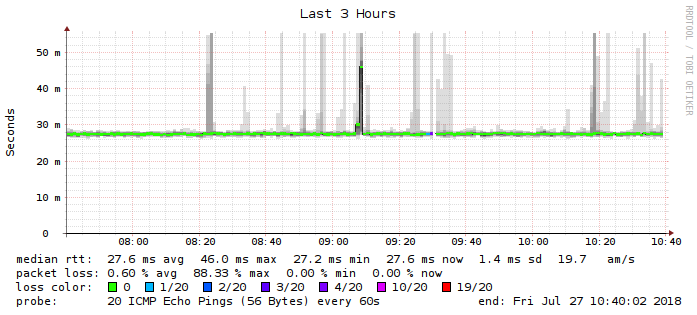 Last 3 Hours
RRDTOOL / TOBI OETIKER
Seconds
50 m
40 m
30 m
20 m
10 m
0
08:00 08:20 08:40 09:00 09:20 09:40 10:00 10:20 10:40
median rtt: 27.6 ms avg 46.0 ms max 27.2 ms min 27.6 ms now 1.4 ms sd 19.7 am/s
packet loss: 0.60 % avg 88.33 % max 0.00 % min 0.00 % now
loss color: 0 1/20 2/20 3/20 4/20 10/20 19/20
probe: 20 ICMP Echo Pings (56 Bytes) every 60s end: Fri Jul 27 10:40:02 2018